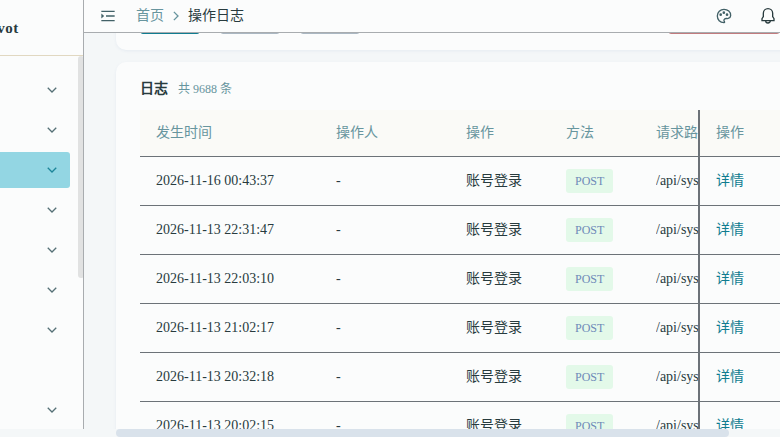 vot
首页 > 操作日志
日志 共 9688 条
发生时间 操作人 操作 方法 请求路 操作
2026-11-16 00:43:37 - 账号登录 POST /api/sys 详情
2026-11-13 22:31:47 - 账号登录 POST /api/sys 详情
2026-11-13 22:03:10 - 账号登录 POST /api/sys 详情
2026-11-13 21:02:17 - 账号登录 POST /api/sys 详情
2026-11-13 20:32:18 - 账号登录 POST /api/sys 详情
2026-11-13 20:02:15 - 账号登录 POST /api/sys 详情